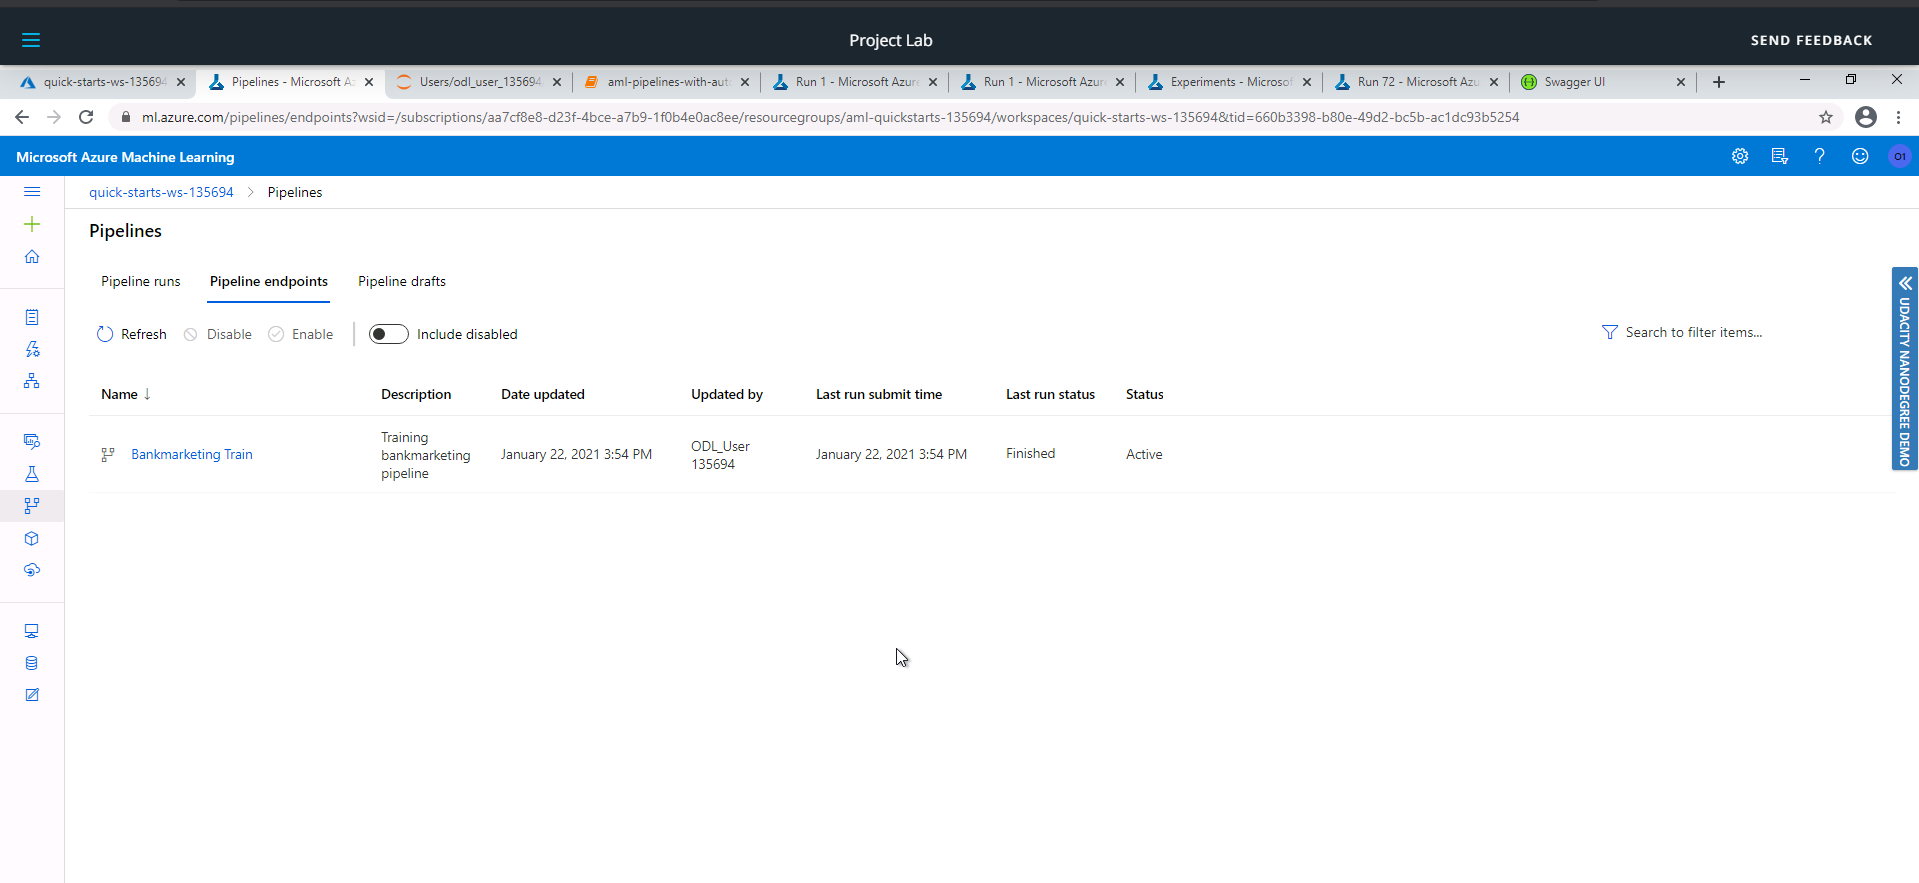 Project Lab
SEND FEEDBACK
quick-starts-ws-135694
Pipelines - Microsoft Az
Users/odl_user_135694
aml-pipelines-with-aut
Run 1 - Microsoft Azure
Run 1 - Microsoft Azur
Experiments - Microsof
Run 72 - Microsoft Azu
Swagger UI
ml.azure.com/pipelines/endpoints?wsid=/subscriptions/aa7cf8e8-d23f-4bce-a7b9-1f0b4e0ac8ee/resourcegroups/aml-quickstarts-135694/workspaces/quick-starts-ws-135694&tid=660b3398-b80e-49d2-bc5b-ac1dc93b5254
Microsoft Azure Machine Learning
O1
quick-starts-ws-135694 > Pipelines
Pipelines
Pipeline runs
Pipeline endpoints
Pipeline drafts
Refresh
Disable
Enable
Include disabled
Search to filter items...
Name ↓
Description
Date updated
Updated by
Last run submit time
Last run status
Status
Bankmarketing Train
Training
bankmarketing
pipeline
January 22, 2021 3:54 PM
ODL_User
135694
January 22, 2021 3:54 PM
Finished
Active
UDACITY NANODEGREE DEMO